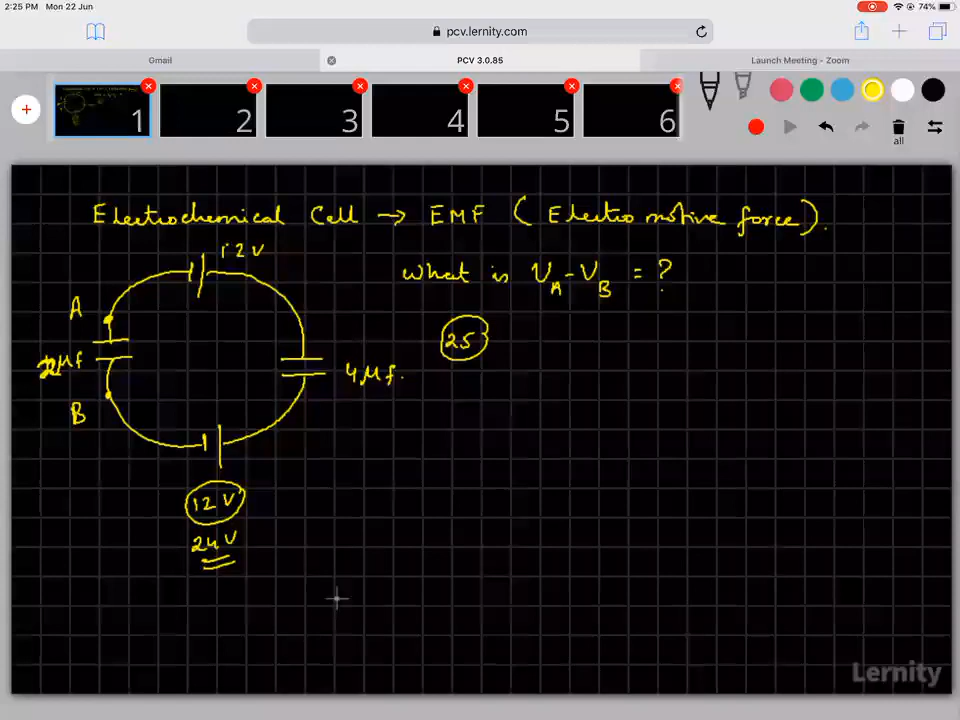 2:25 PM Mon 22 Jun
74%
pcv.lernity.com
Gmail
PCV 3.0.85
Launch Meeting - Zoom
1 2 3 4 5 6
all
Electrochemical Cell → EMF (Electromotive force).
12V
What is VA-VB = ?
A
25
μf
4μf.
B
12V
24V
Lernity